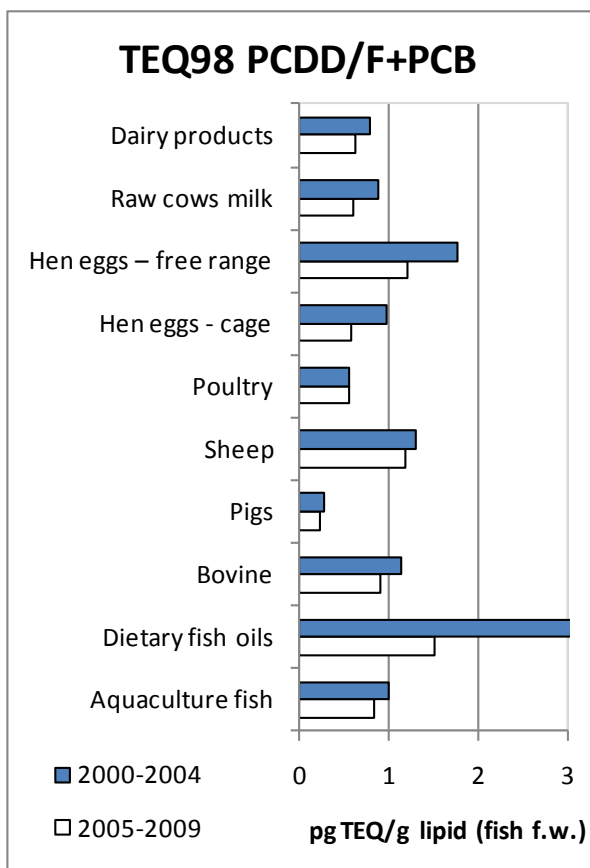 TEQ98 PCDD/F+PCB
Dairy products
Raw cows milk
Hen eggs – free range
Hen eggs - cage
Poultry
Sheep
Pigs
Bovine
Dietary fish oils
Aquaculture fish
0 1 2 3
2000-2004
2005-2009
pg TEQ/g lipid (fish f.w.)